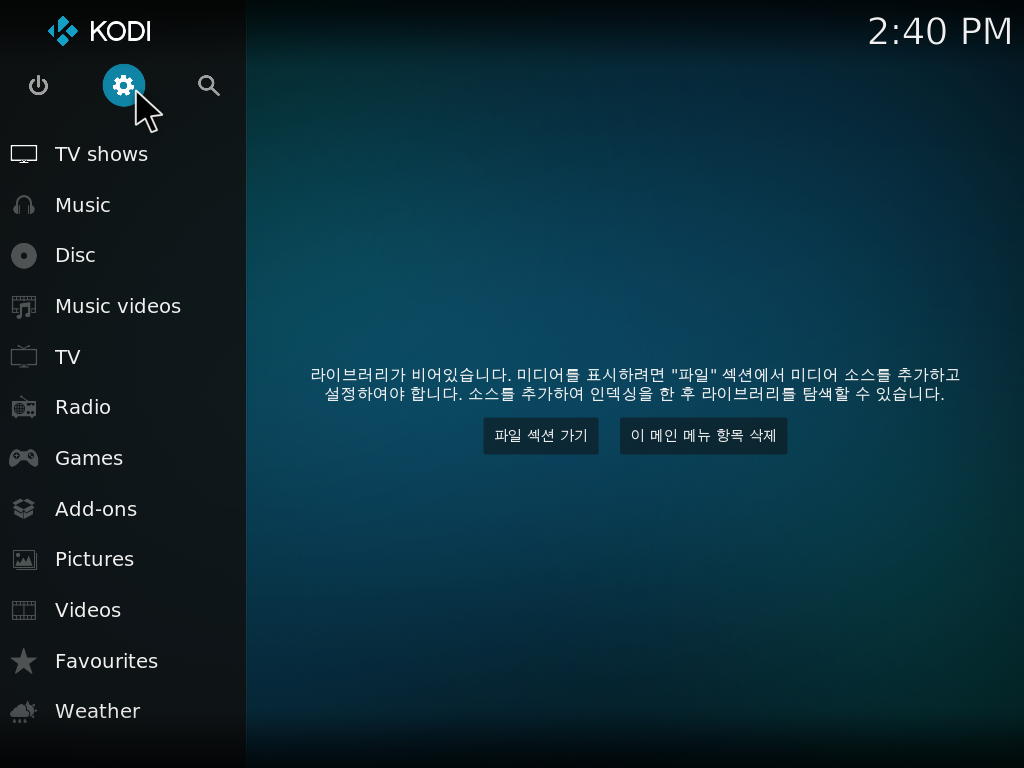 KODI
2:40 PM
TV shows
Music
Disc
Music videos
TV
Radio
Games
Add-ons
Pictures
Videos
Favourites
Weather
라이브러리가 비어있습니다. 미디어를 표시하려면 "파일" 섹션에서 미디어 소스를 추가하고
설정하여야 합니다. 소스를 추가하여 인덱싱을 한 후 라이브러리를 탐색할 수 있습니다.
파일 섹션 가기
이 메인 메뉴 항목 삭제